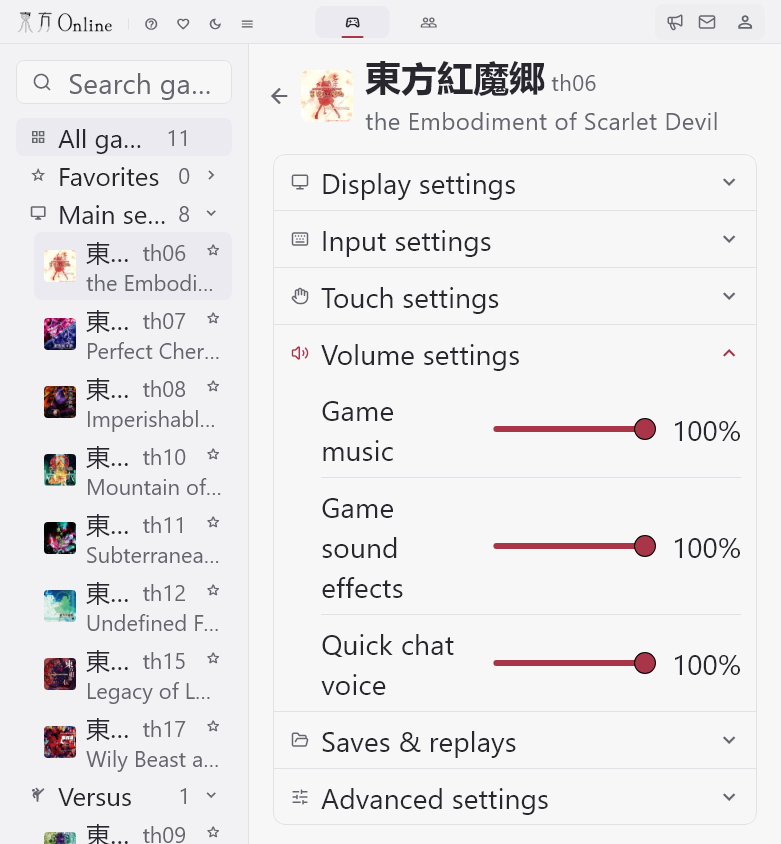 東方 Online
Search ga...
All ga... 11
Favorites 0
Main se... 8
東... th06
the Embodi...
東... th07
Perfect Cher...
東... th08
Imperishabl...
東... th10
Mountain of...
東... th11
Subterranea...
東... th12
Undefined F...
東... th15
Legacy of L...
東... th17
Wily Beast a...
Versus 1
東... th09
東方紅魔郷 th06
the Embodiment of Scarlet Devil
Display settings
Input settings
Touch settings
Volume settings
Game
music
100%
Game
sound
effects
100%
Quick chat
voice
100%
Saves & replays
Advanced settings